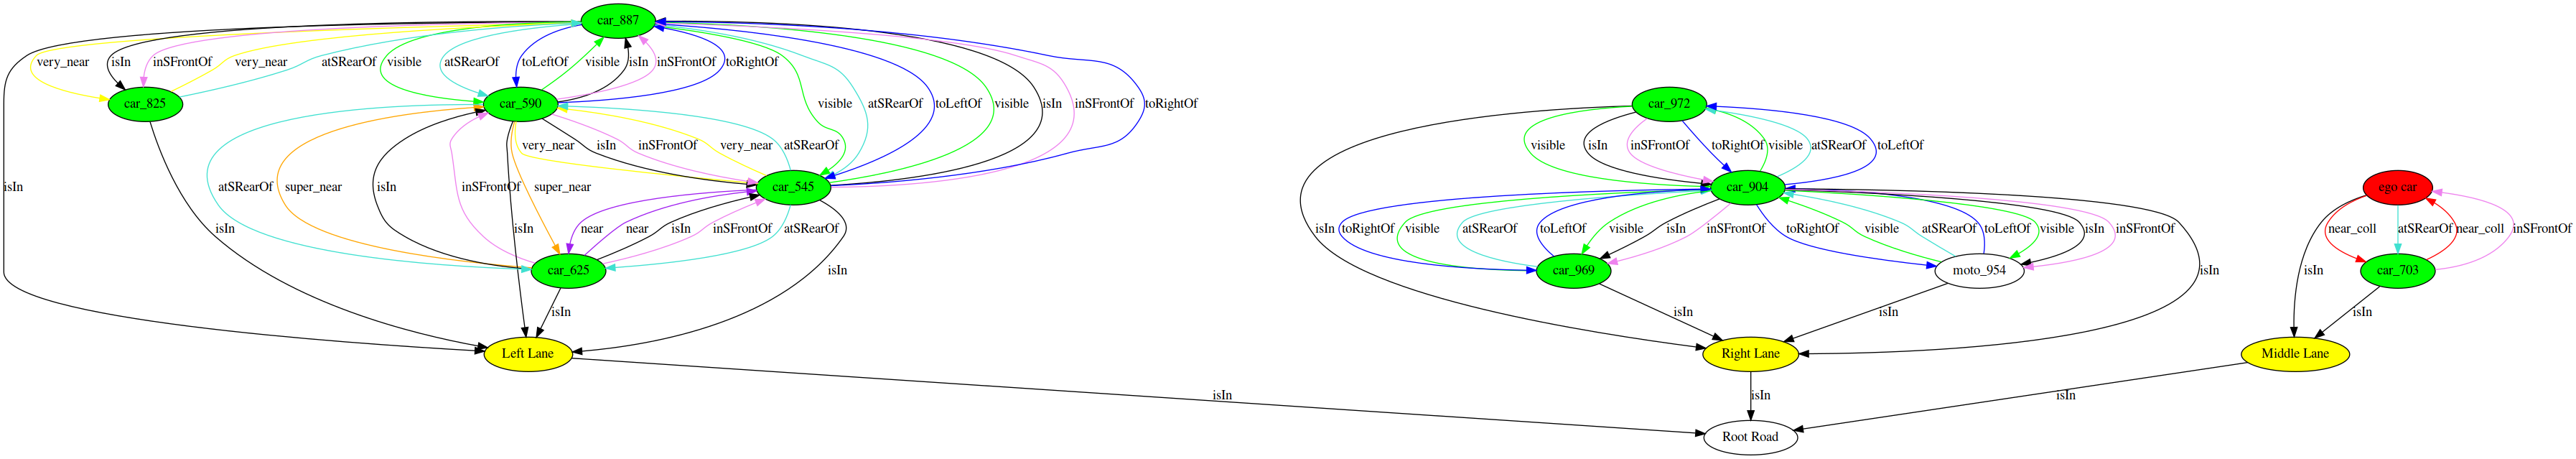 car_887
very_near
isIn
inSFrontOf
very_near
atSRearOf
visible
atSRearOf
toLeftOf
visible
isIn
inSFrontOf
toRightOf
car_825
car_590
visible
atSRearOf
toLeftOf
visible
isIn
inSFrontOf
toRightOf
car_972
very_near
isIn
inSFrontOf
very_near
atSRearOf
visible
isIn
inSFrontOf
toRightOf
visible
atSRearOf
toLeftOf
isIn
atSRearOf
super_near
isIn
inSFrontOf
super_near
car_545
car_904
ego car
isIn
isIn
near
near
isIn
inSFrontOf
atSRearOf
isIn
toRightOf
visible
atSRearOf
toLeftOf
visible
isIn
inSFrontOf
toRightOf
visible
atSRearOf
toLeftOf
visible
isIn
inSFrontOf
near_coll
atSRearOf
near_coll
inSFrontOf
car_625
isIn
car_969
moto_954
isIn
isIn
car_703
isIn
isIn
isIn
isIn
Left Lane
Right Lane
Middle Lane
isIn
isIn
isIn
Root Road